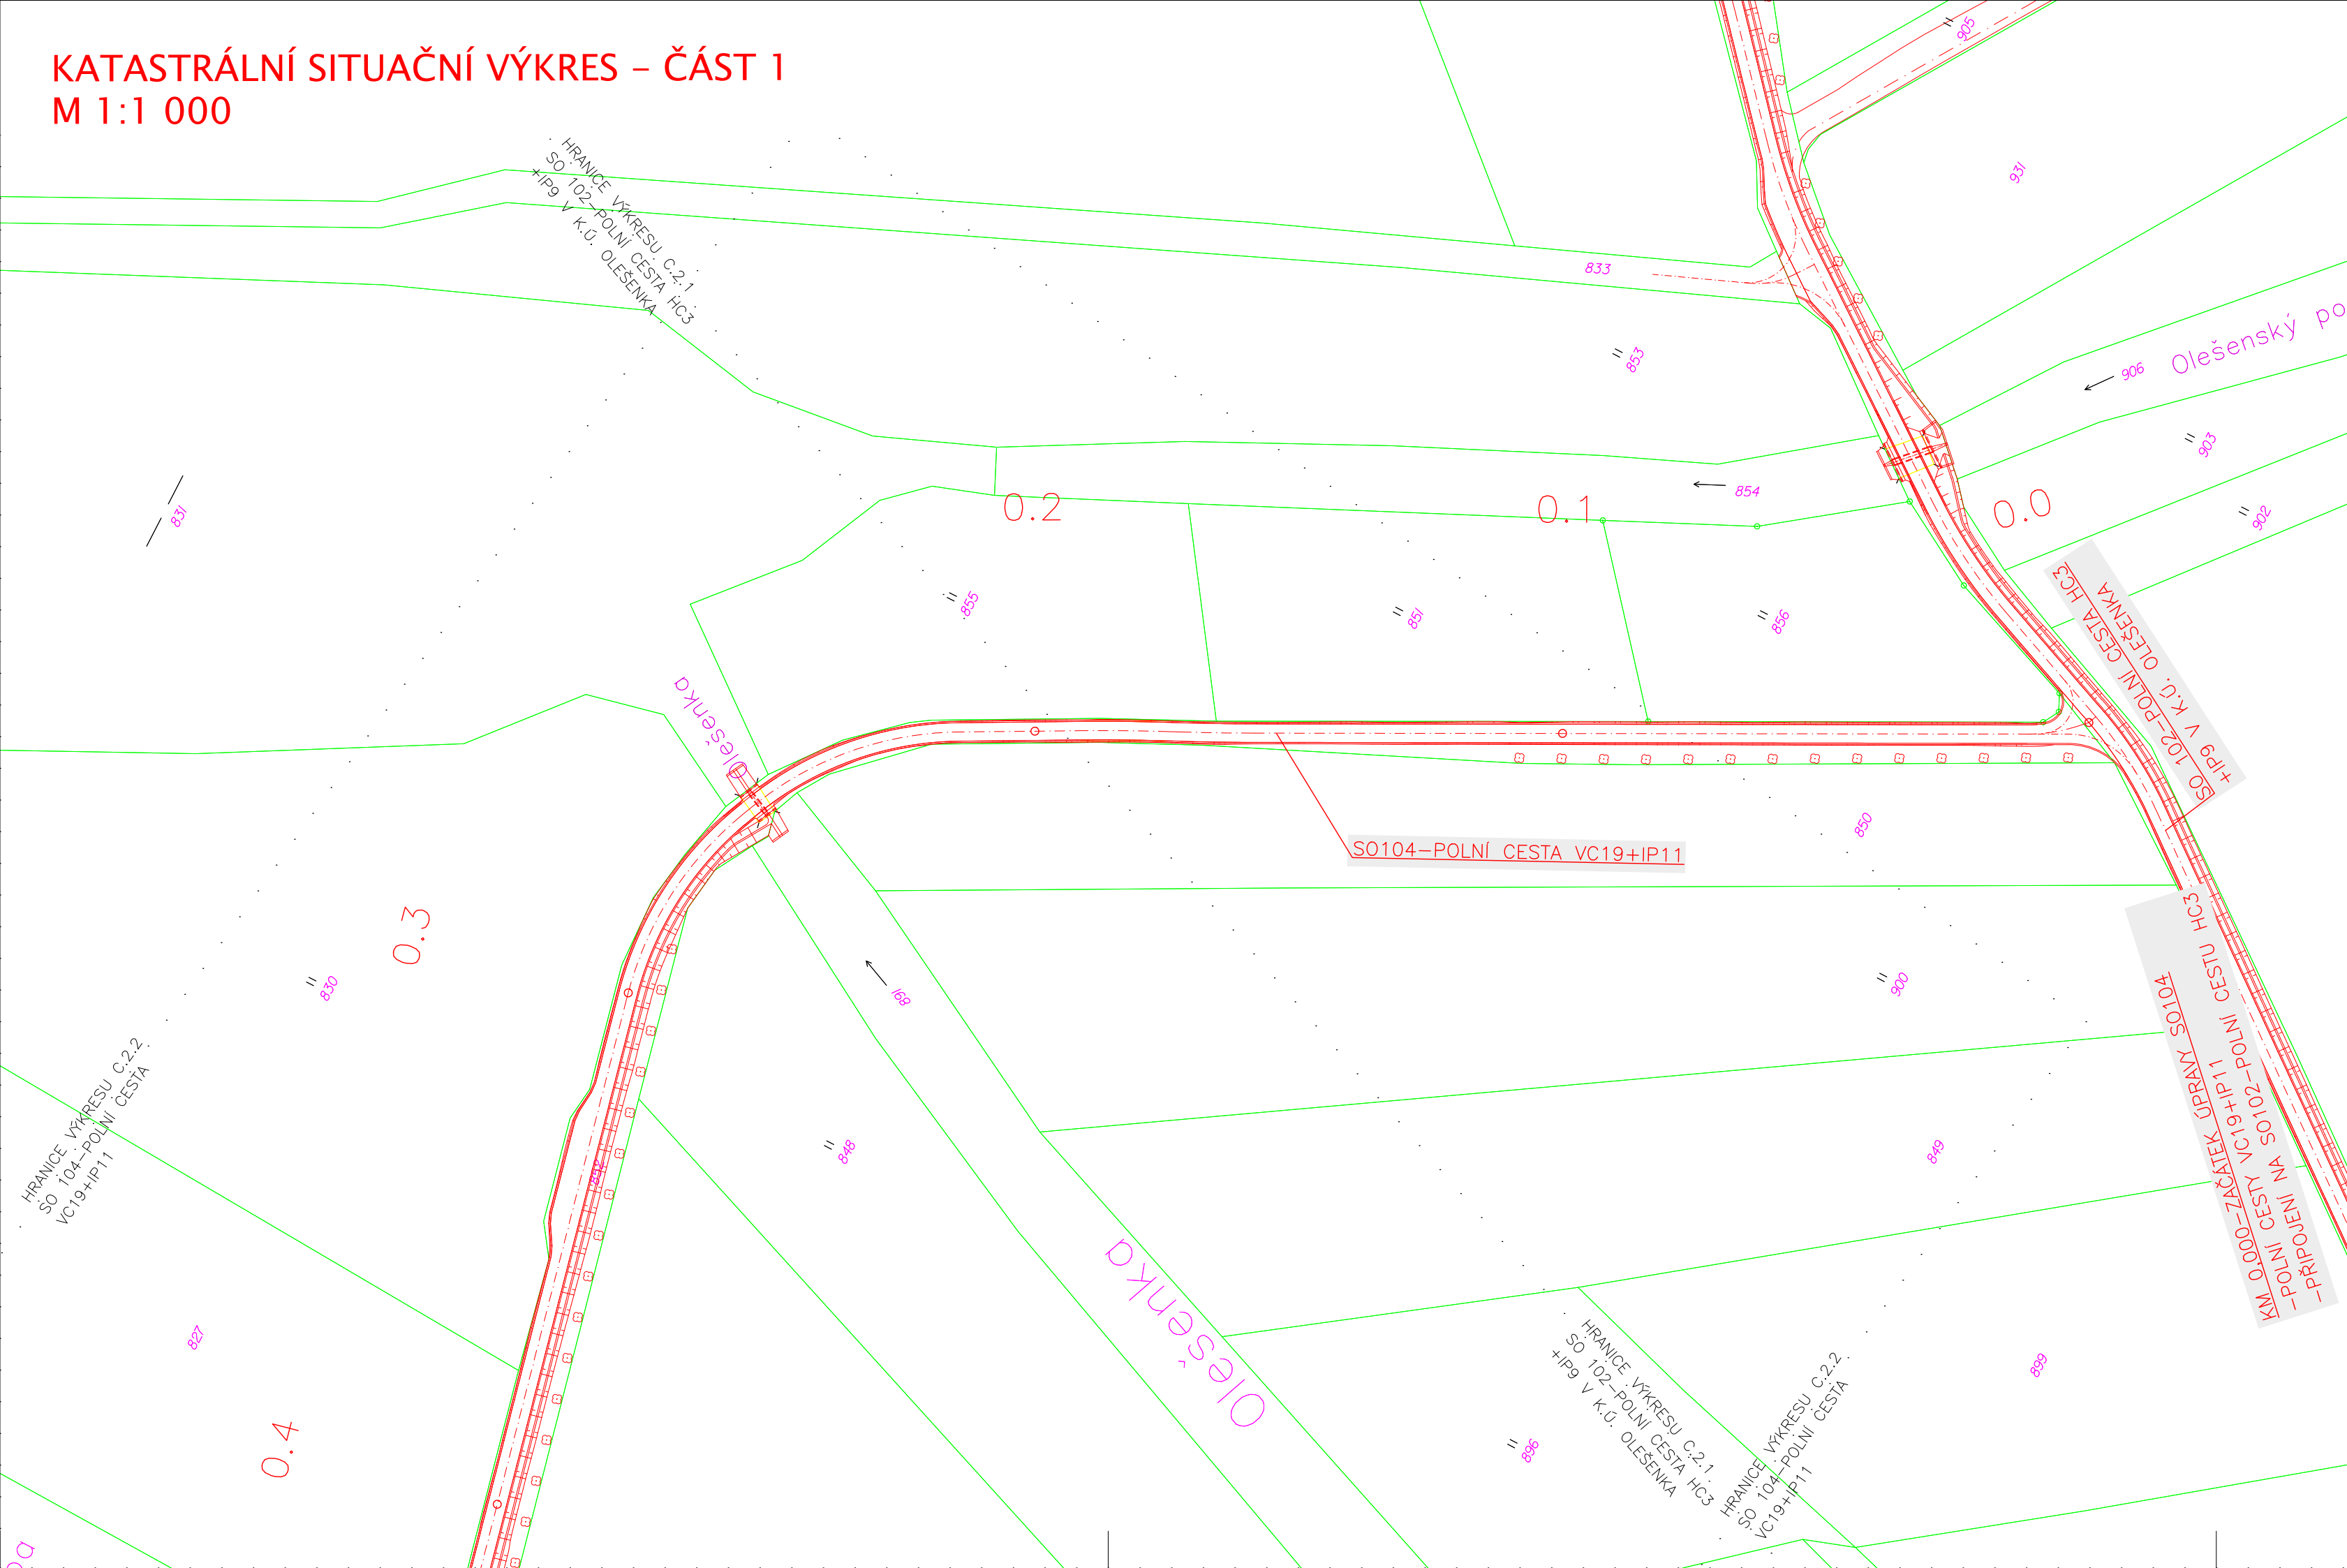 KATASTRÁLNÍ SITUAČNÍ VÝKRES – ČÁST 1
M 1:1 000
HRANICE VÝKRESU C.2.1
SO 102–POLNÍ CESTA HC3
+IP9 V K.Ú. OLEŠENKA
905
931
833
853
906
Olešenský po
903
902
831
0.2
0.1
854
0.0
855
851
856
Olešenka
SO 102–POLNÍ CESTA HC3
+IP9 V K.Ú. OLEŠENKA
850
SO104–POLNÍ CESTA VC19+IP11
0.3
830
891
900
KM 0,000–ZAČÁTEK ÚPRAVY SO104
–POLNÍ CESTY VC19+IP11
–PŘIPOJENÍ NA SO102–POLNÍ CESTU HC3
HRANICE VÝKRESU C.2.2
SO 104–POLNÍ CESTA
VC19+IP11
852
848
849
827
Olešenka
899
0.4
896
HRANICE VÝKRESU C.2.1
SO 102–POLNÍ CESTA HC3
+IP9 V K.Ú. OLEŠENKA
HRANICE VÝKRESU C.2.2
SO 104–POLNÍ CESTA
VC19+IP11